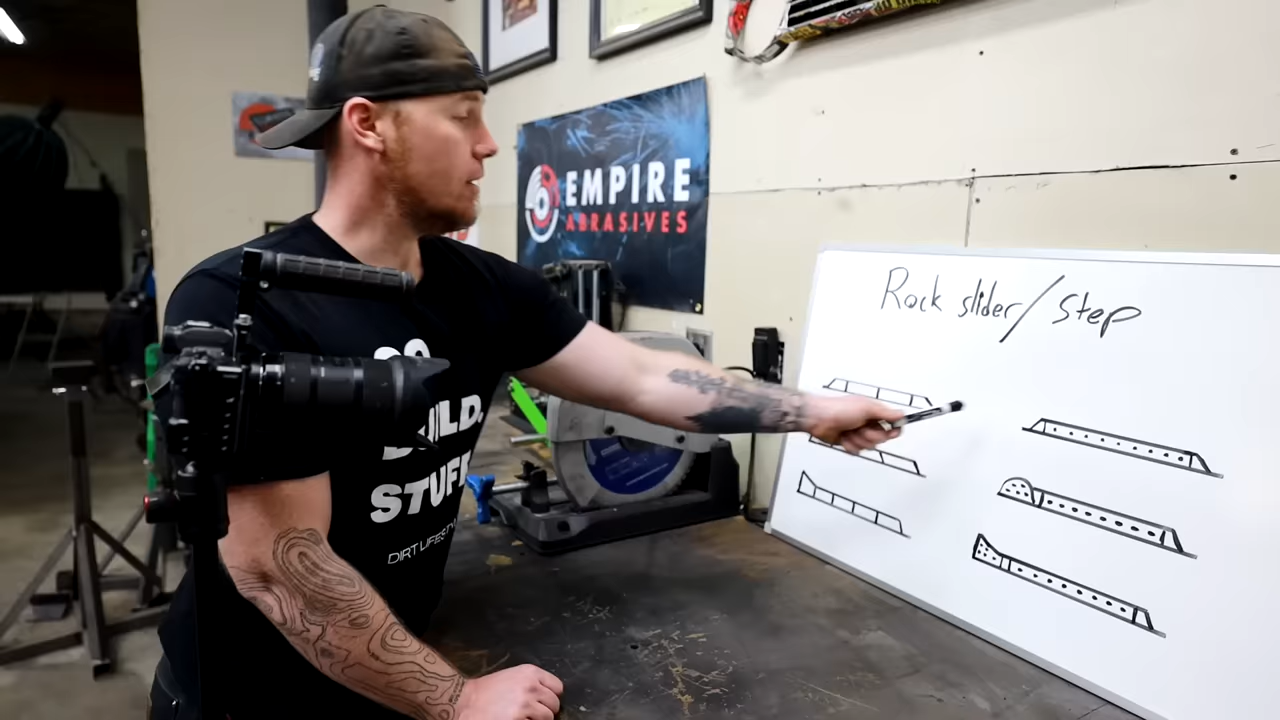 EMPIRE
ABRASIVES
Rock slider/Step
BUILD.
STUFF